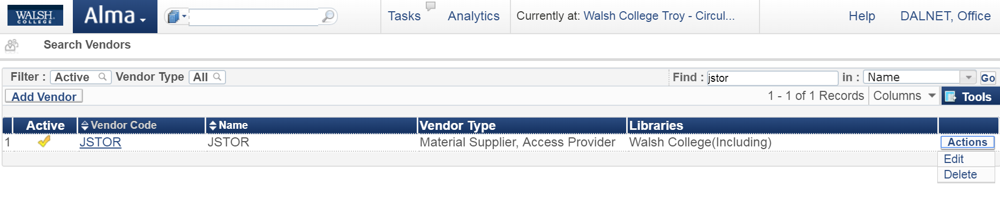 WALSH COLLEGE Alma Tasks Analytics Currently at: Walsh College Troy - Circul... Help DALNET, Office
Search Vendors
Filter : Active Vendor Type All Find : jstor in : Name Go
Add Vendor 1 - 1 of 1 Records Columns Tools
Active Vendor Code Name Vendor Type Libraries
1 JSTOR JSTOR Material Supplier, Access Provider Walsh College(Including) Actions
Edit
Delete